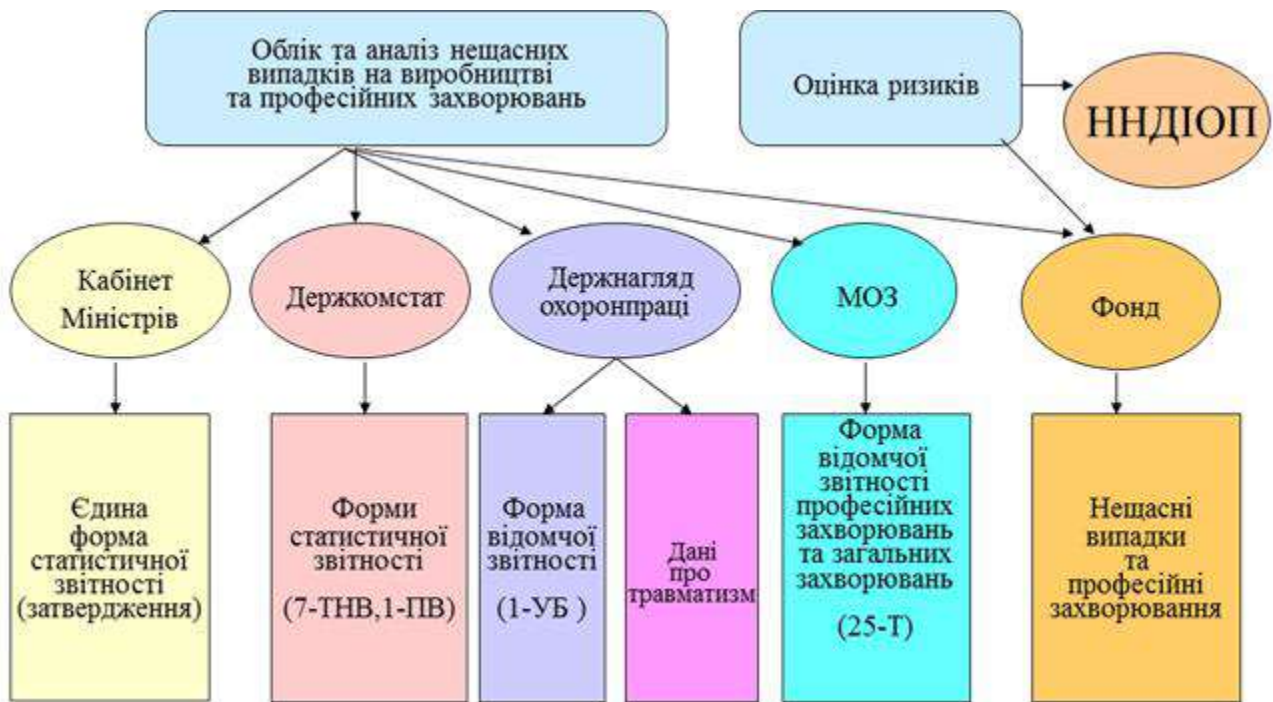 Облік та аналіз нещасних
випадків на виробництві
та професійних захворювань
Оцінка ризиків
ННДІОП
Кабінет
Міністрів
Держкомстат
Держнагляд
охоронпраці
МОЗ
Фонд
Єдина
форма
статистичної
звітності
(затвердження)
Форми
статистичної
звітності
(7-ТНВ,1-ПВ)
Форма
відомчої
звітності
(1-УБ )
Дані
про
травматизм
Форма
відомчої
звітності
професійних
захворювань
та загальних
захворювань
(25-Т)
Нещасні
випадки
та
професійні
захворювання